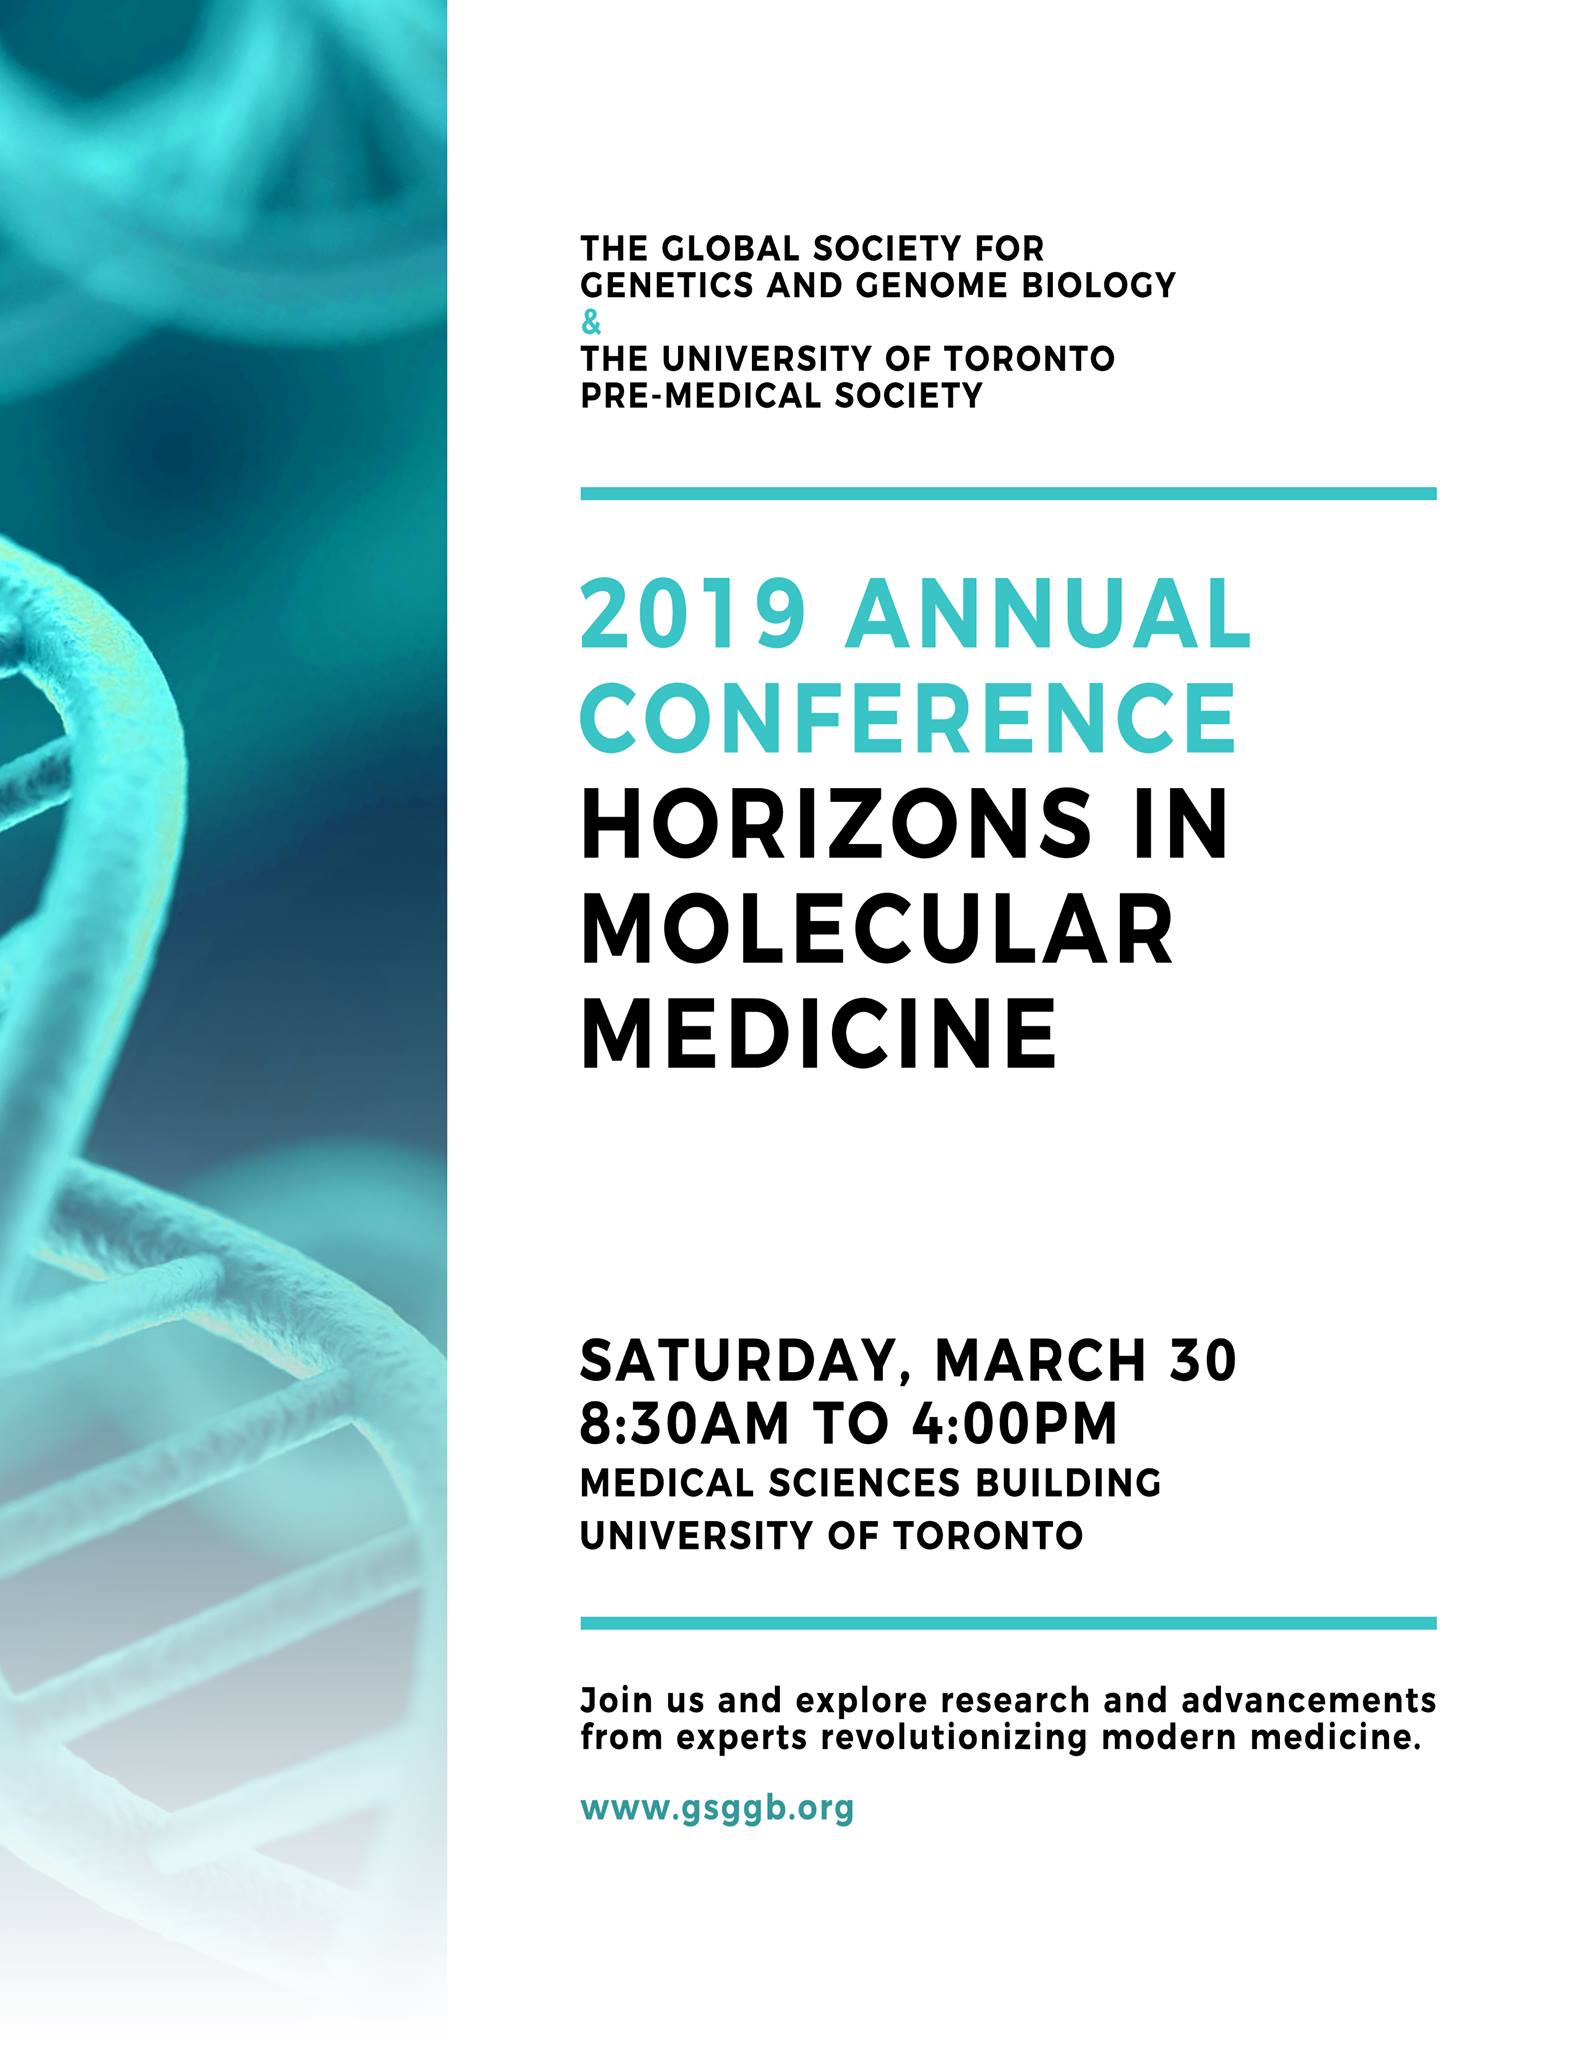 THE GLOBAL SOCIETY FOR
GENETICS AND GENOME BIOLOGY
&
THE UNIVERSITY OF TORONTO
PRE-MEDICAL SOCIETY
2019 ANNUAL
CONFERENCE
HORIZONS IN
MOLECULAR
MEDICINE
SATURDAY, MARCH 30
8:30AM TO 4:00PM
MEDICAL SCIENCES BUILDING
UNIVERSITY OF TORONTO
Join us and explore research and advancements
from experts revolutionizing modern medicine.
www.gsggb.org